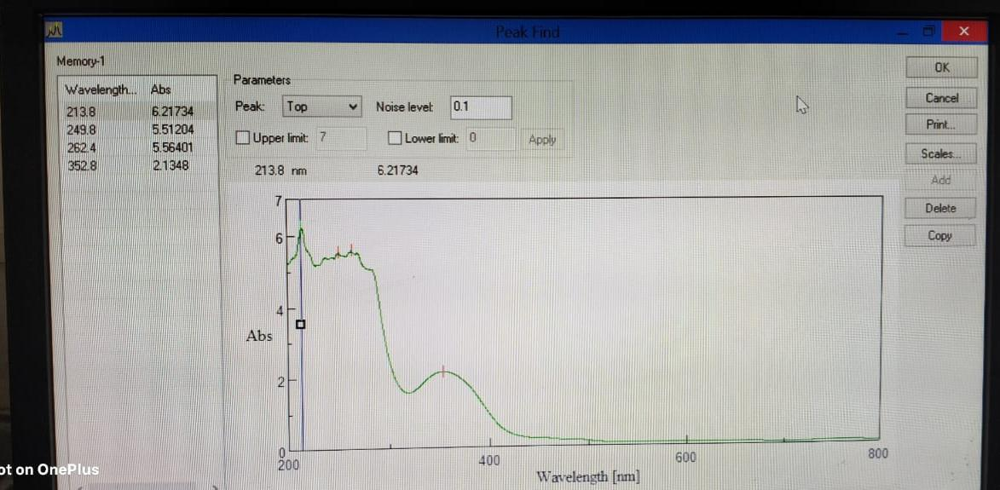 Peak Find
Memory-1
Wavelength... Abs
213.8 6.21734
249.8 5.51204
262.4 5.56401
352.8 2.1348
Parameters
Peak: Top Noise level: 0.1
Upper limit: 7 Lower limit: 0 Apply
213.8 nm 6.21734
OK
Cancel
Print...
Scales...
Add
Delete
Copy
7
6
4
Abs
2
0
200 400 600 800
Wavelength [nm]
ot on OnePlus